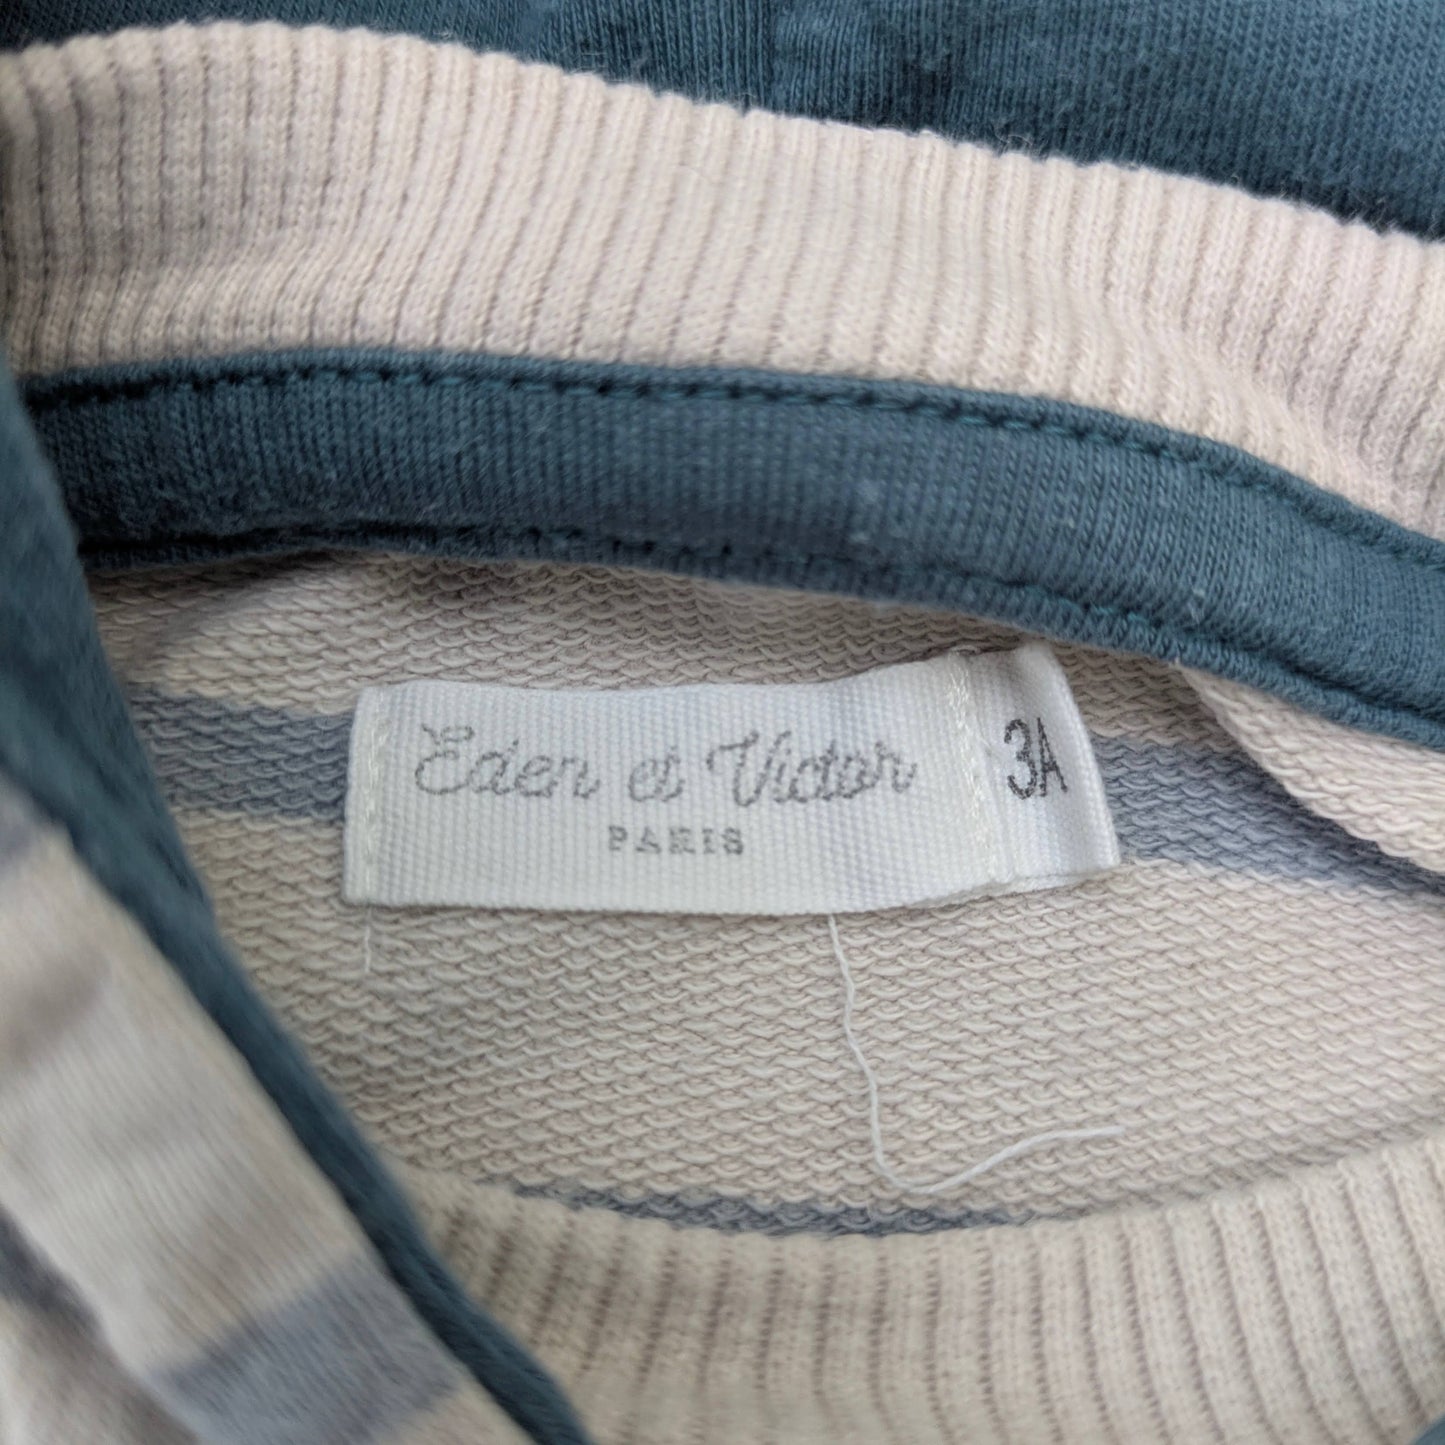 Eden et Victor 3A
PARIS